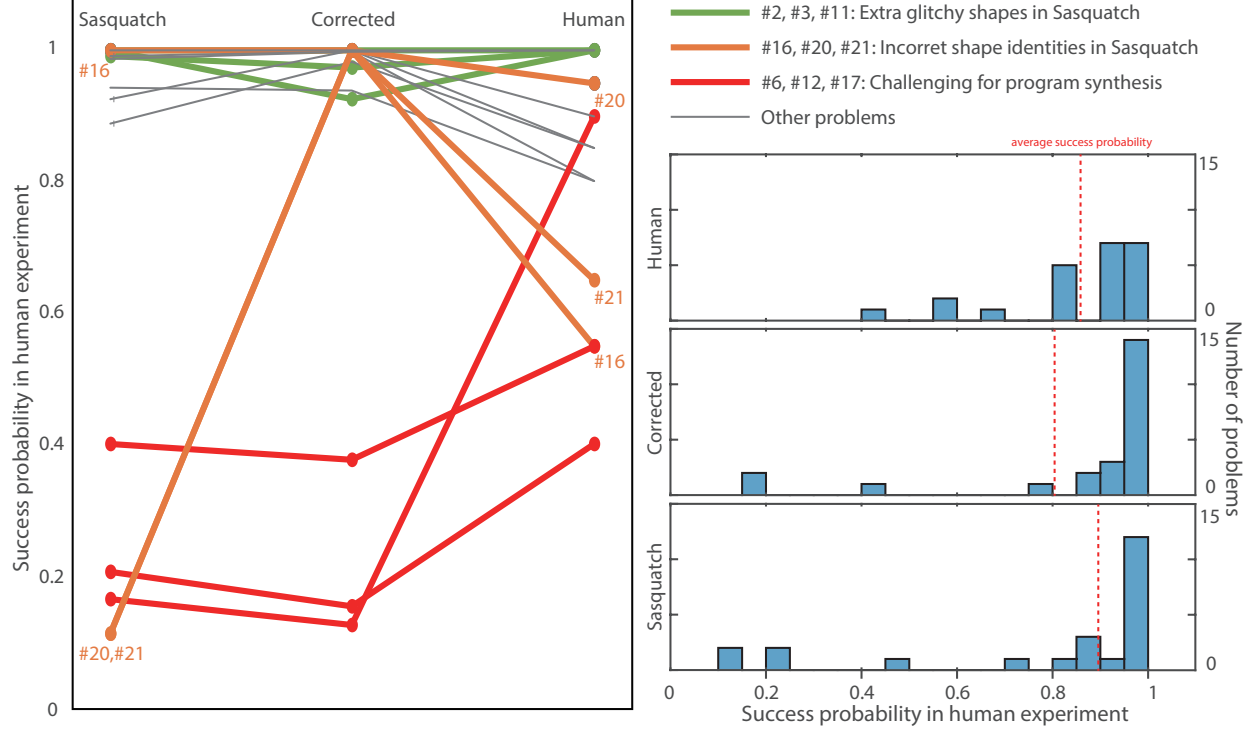 Sasquatch
Corrected
Human
1
0.8
0.6
0.4
0.2
0
Success probability in human experiment
#16
#20,#21
#20
#21
#16
#2, #3, #11: Extra glitchy shapes in Sasquatch
#16, #20, #21: Incorret shape identities in Sasquatch
#6, #12, #17: Challenging for program synthesis
Other problems
average success probability
Human
15
0
Corrected
15
0
Sasquatch
15
0
Number of problems
0 0.2 0.4 0.6 0.8 1
Success probability in human experiment